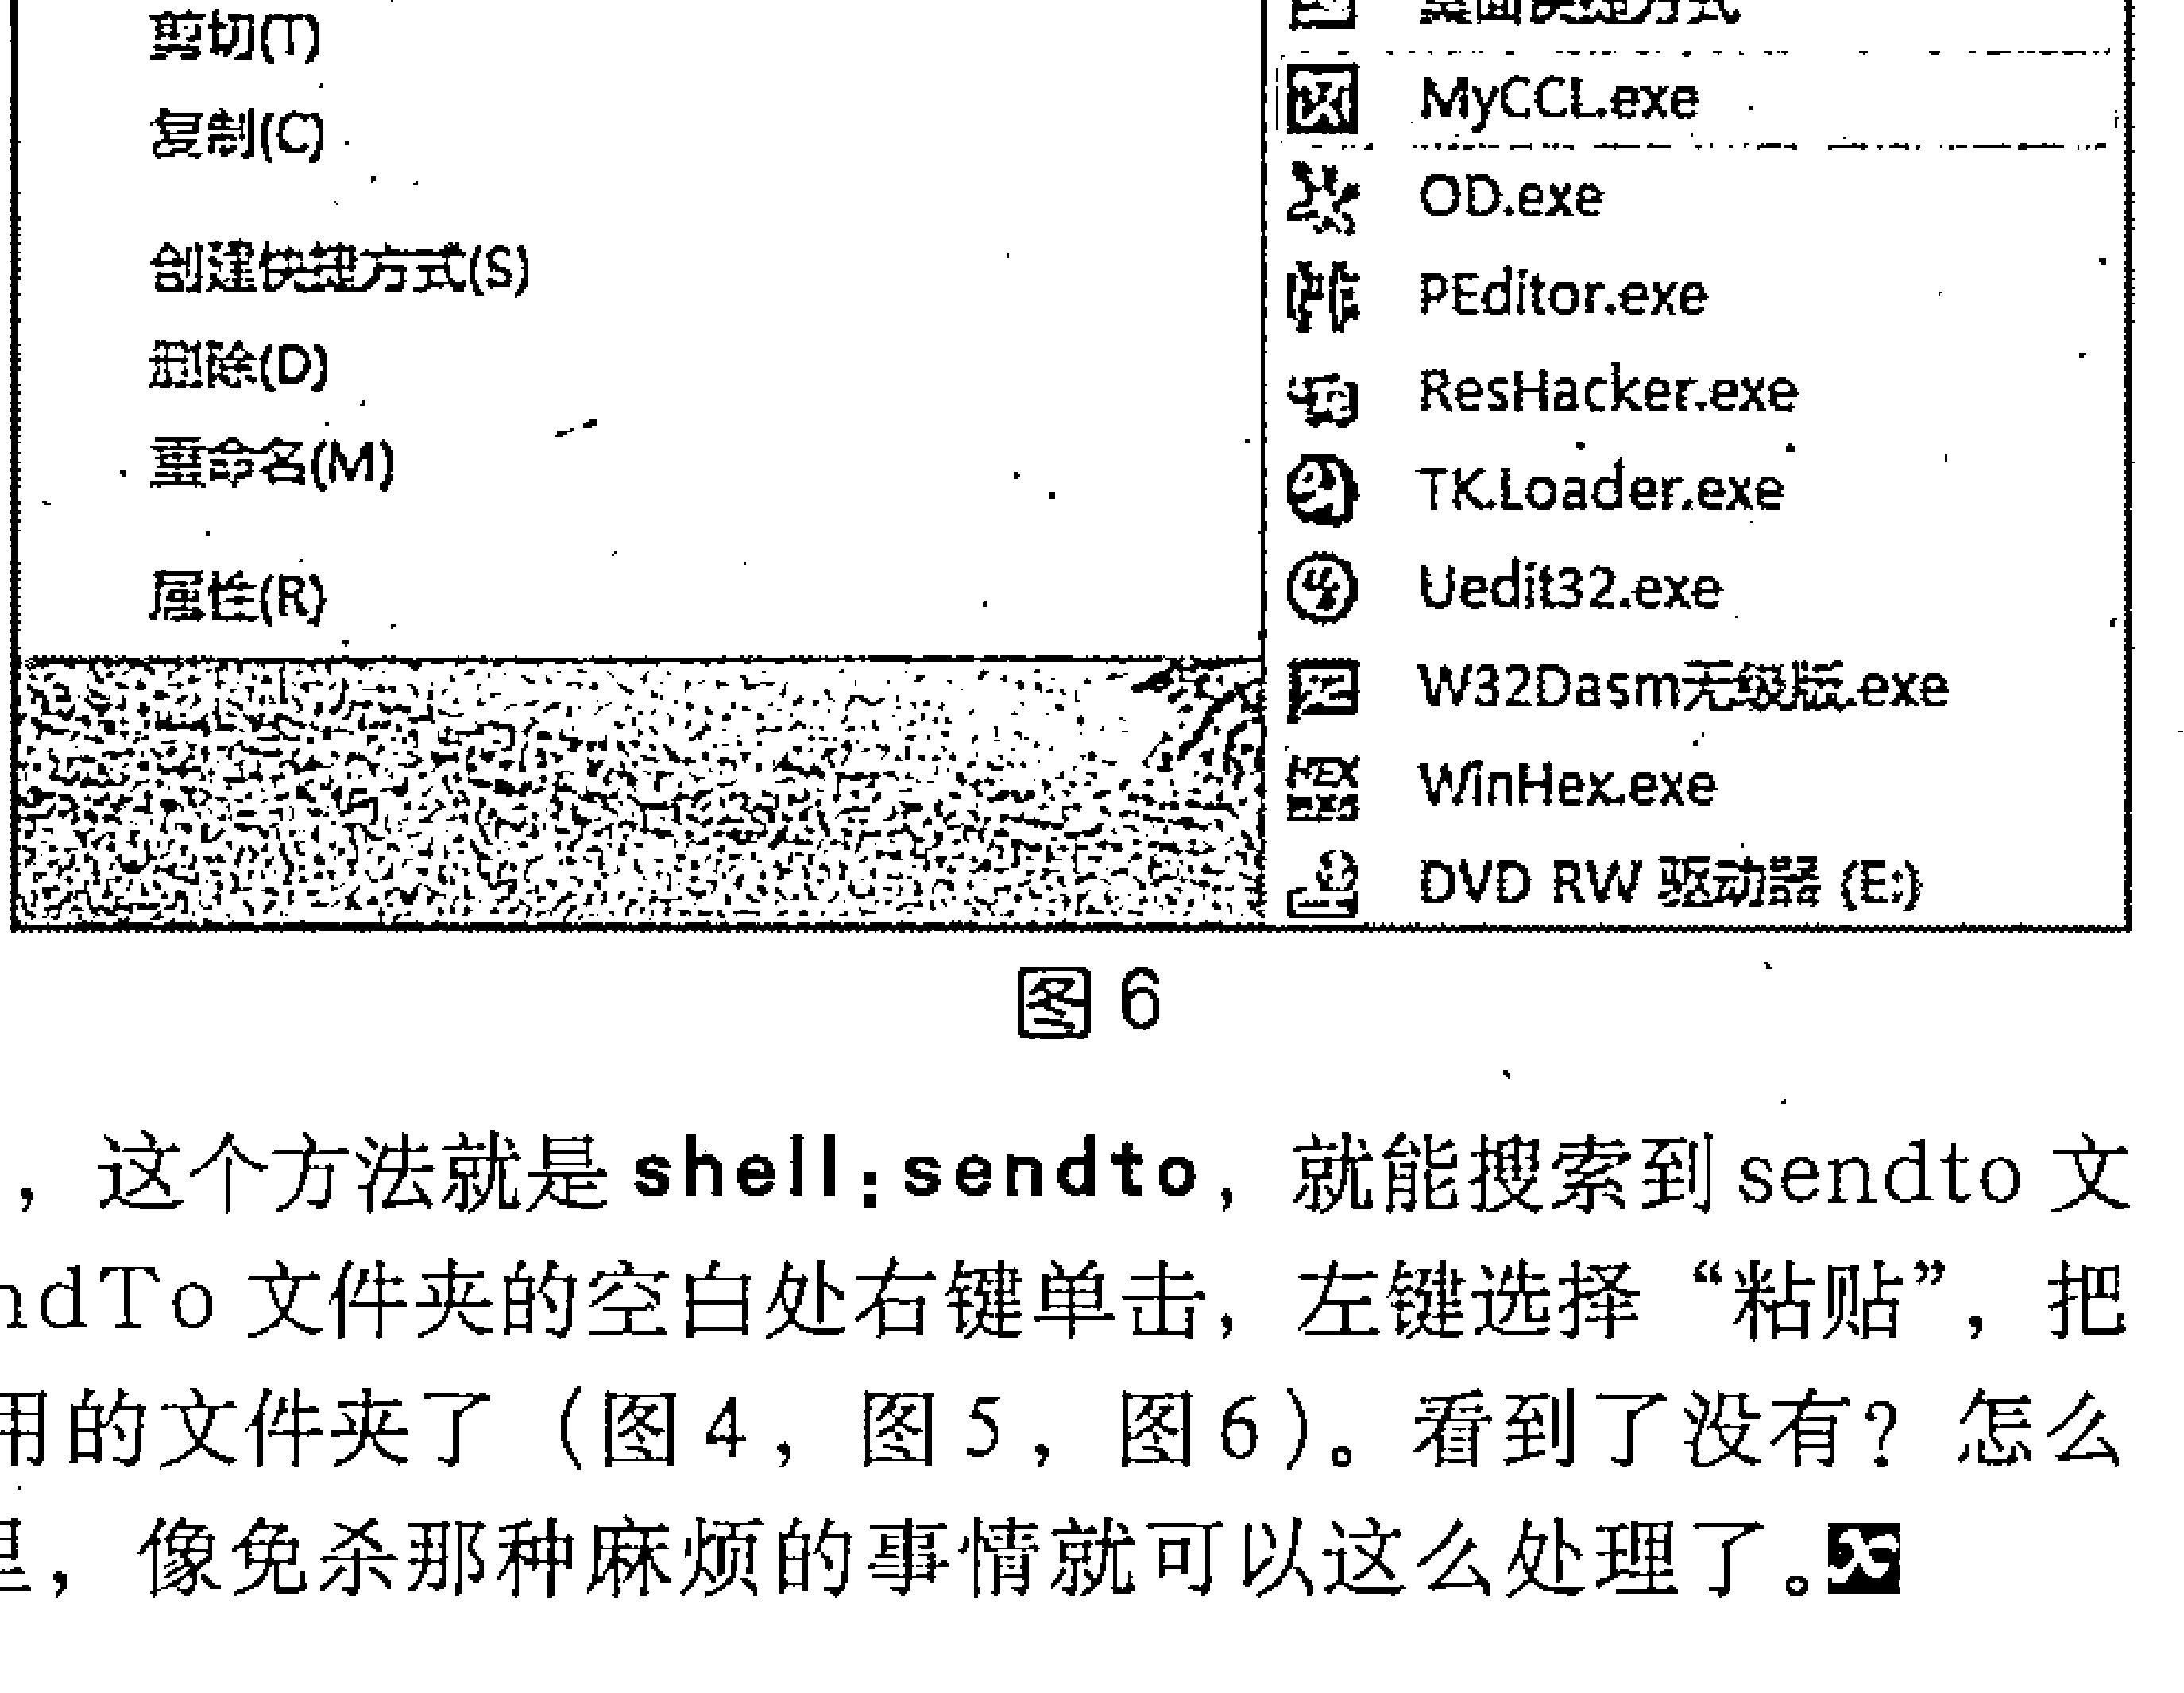 剪切(T)
复制(C)
创建快捷方式(S)
删除(D)
重命名(M)
属性(R)
桌面快捷方式
MyCCL.exe
OD.exe
PEditor.exe
ResHacker.exe
TK.Loader.exe
Uedit32.exe
W32Dasm无级版.exe
WinHex.exe
DVD RW 驱动器 (E:)
图 6
，这个方法就是 shell:sendto，就能搜索到 sendto 文
ndTo 文件夹的空白处右键单击，左键选择“粘贴”，把
用的文件夹了（图 4，图 5，图 6）。看到了没有？怎么
里，像免杀那种麻烦的事情就可以这么处理了。